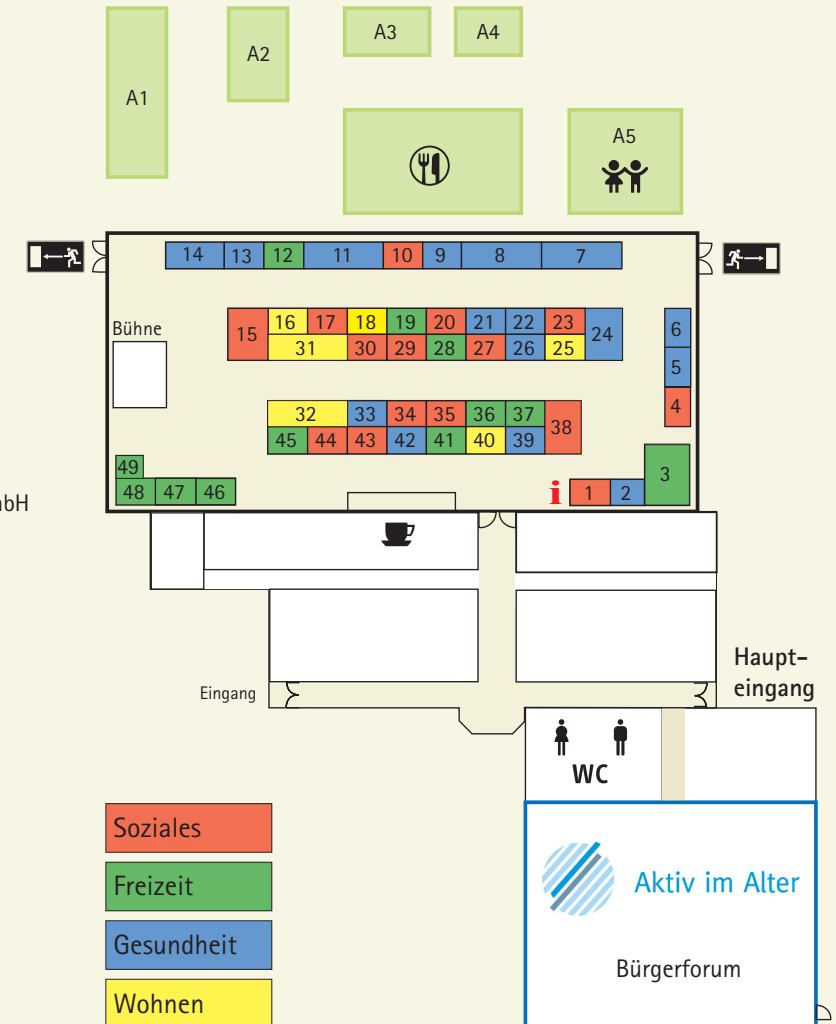 A1
A2
A3
A4
A5
14 13 12 11 10 9 8 7
Bühne
15 16 17 18 19 20 21 22 23 24
31 30 29 28 27 26 25
6
5
4
32 33 34 35 36 37 38
45 44 43 42 41 40 39
49
48 47 46
3
i 1 2
bH
Eingang
Haupt-
eingang
WC
Soziales
Freizeit
Gesundheit
Wohnen
Aktiv im Alter
Bürgerforum